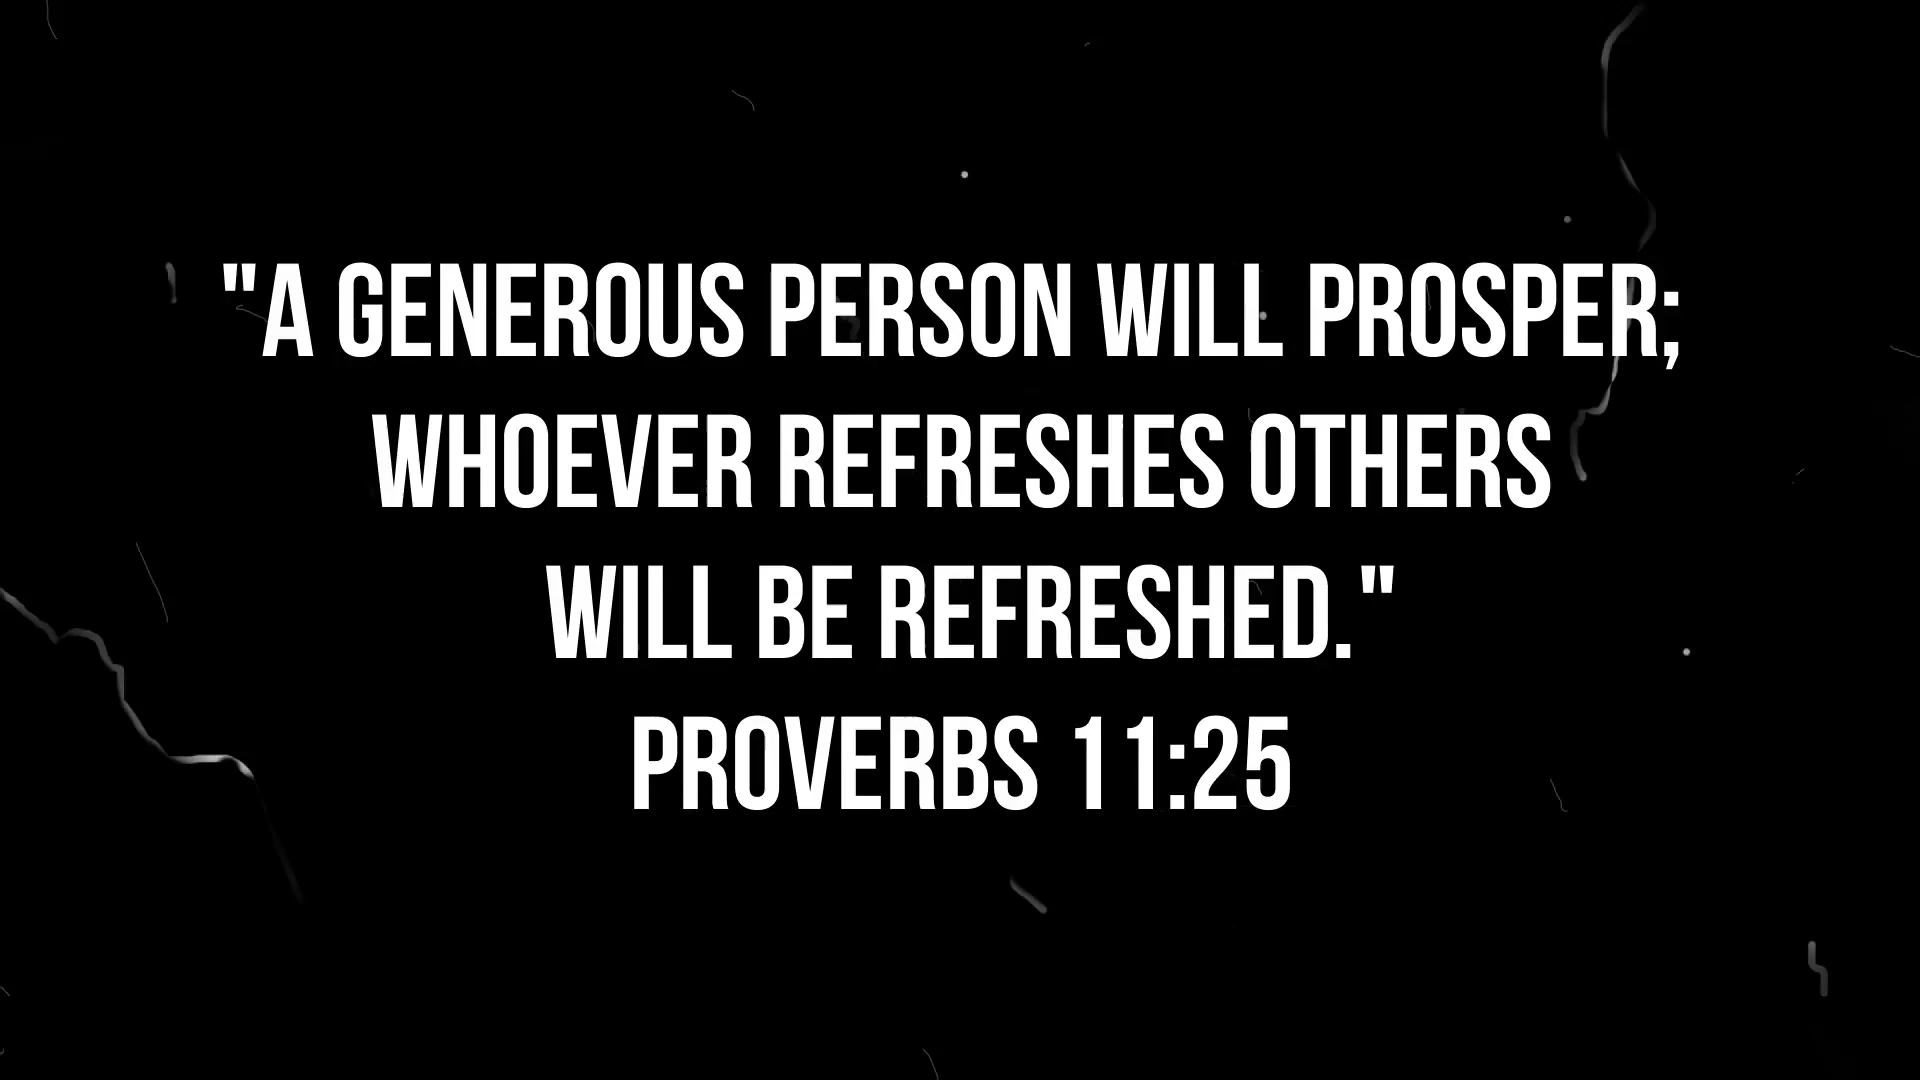 "A GENEROUS PERSON WILL PROSPER;
WHOEVER REFRESHES OTHERS
WILL BE REFRESHED."
PROVERBS 11:25